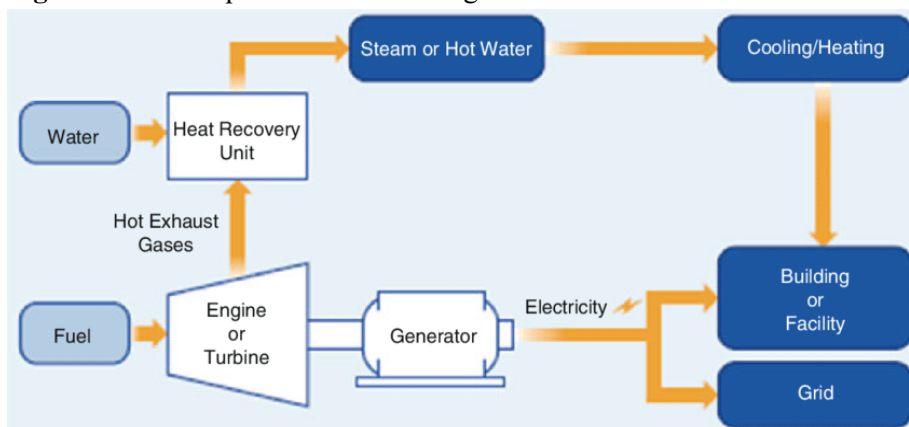 Steam or Hot Water
Cooling/Heating
Water
Heat Recovery
Unit
Hot Exhaust
Gases
Fuel
Engine
or
Turbine
Generator
Electricity
Building
or
Facility
Grid